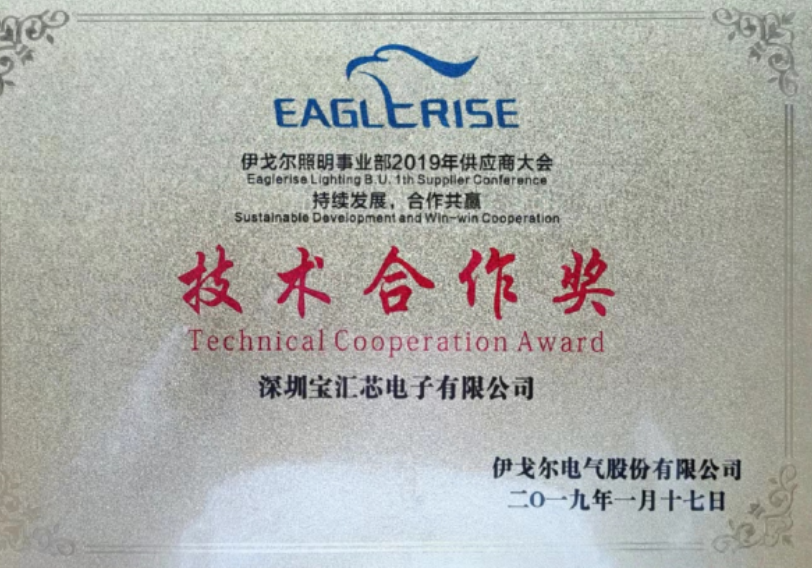 EAGLERISE
伊戈尔照明事业部2019年供应商大会
Eaglerise Lighting B.U. 1th Supplier Conference
持续发展，合作共赢
Sustainable Development and Win-win Cooperation
技术合作奖
Technical Cooperation Award
深圳宝汇芯电子有限公司
伊戈尔电气股份有限公司
二〇一九年一月十七日